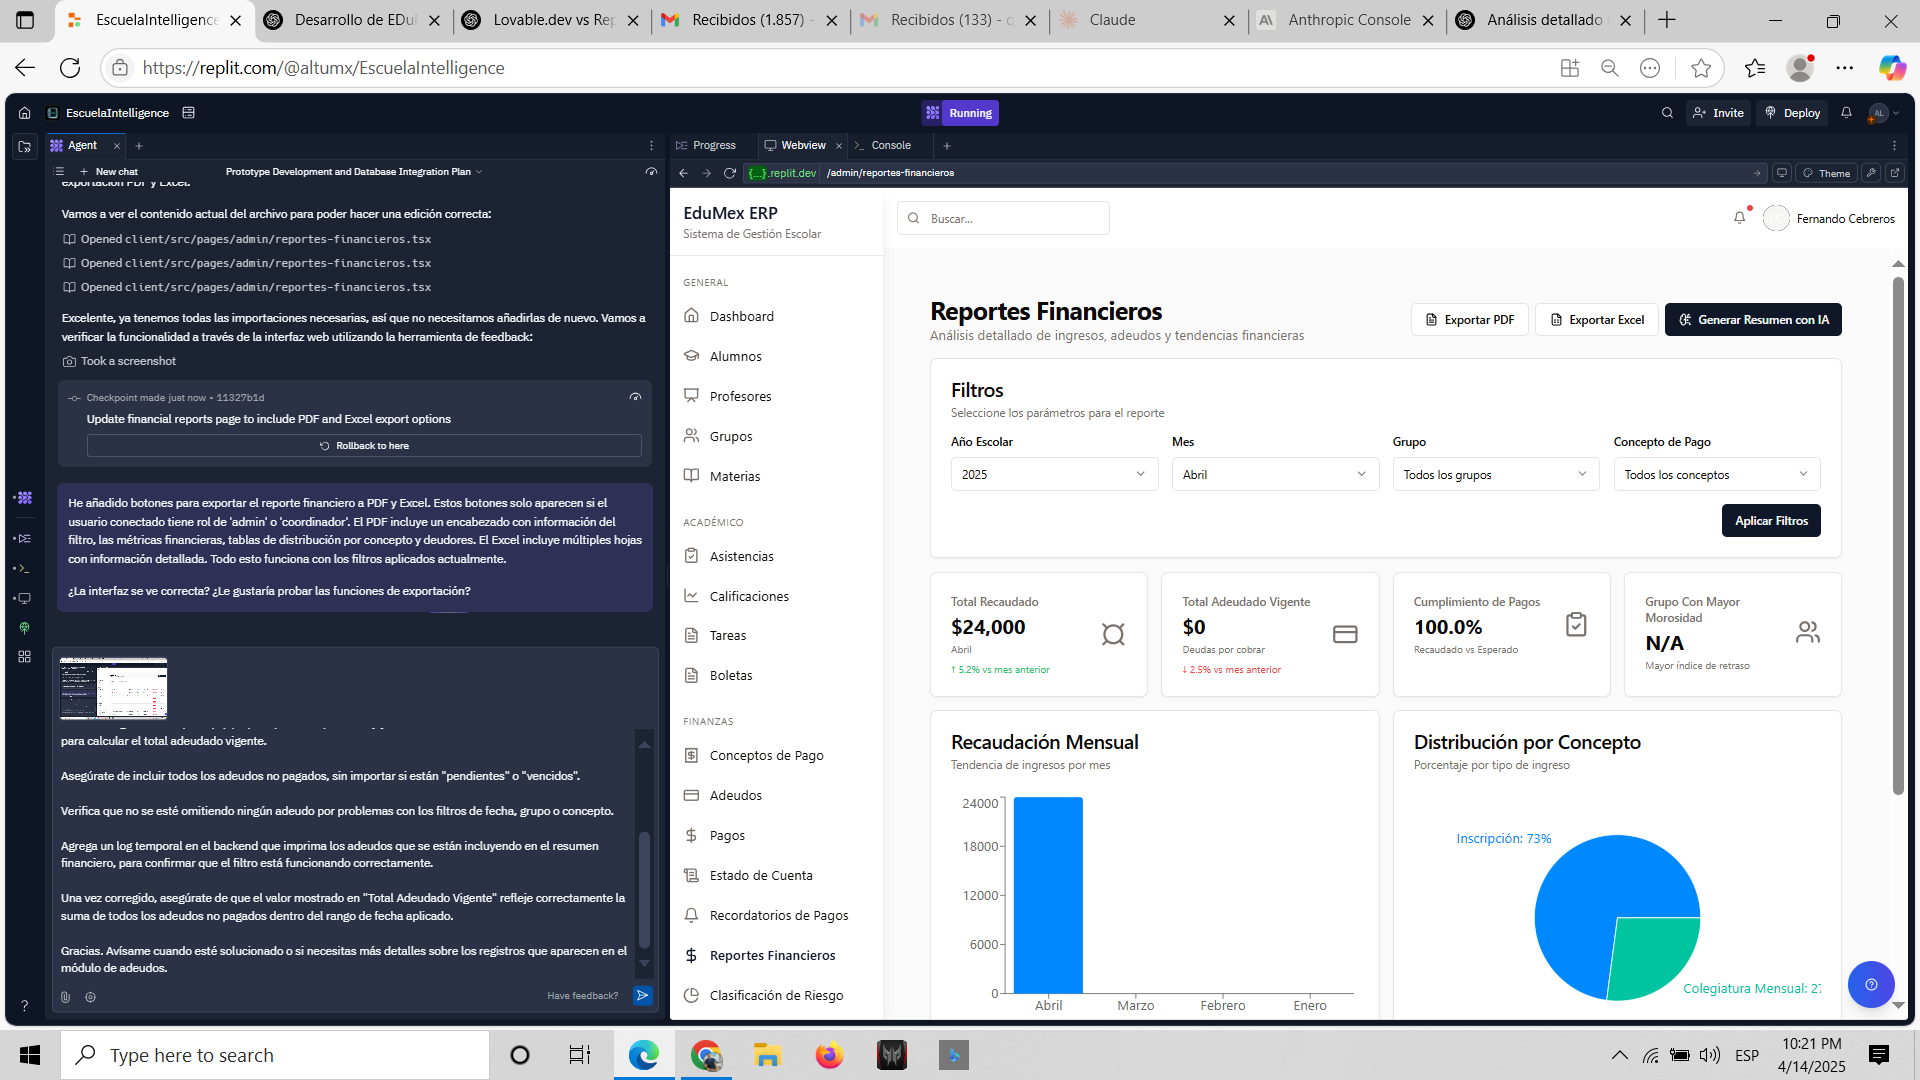 EscuelaIntelligence
Desarrollo de EDu
Lovable.dev vs Rep
Recibidos (1.857) -
Recibidos (133) - 
Claude
Anthropic Console
Análisis detallado
https://replit.com/@altumx/EscuelaIntelligence
EscuelaIntelligence
Running
Invite
Deploy
AL
Agent
New chat
Prototype Development and Database Integration Plan
exportación PDF y Excel.
Vamos a ver el contenido actual del archivo para poder hacer una edición correcta:
Opened client/src/pages/admin/reportes-financieros.tsx
Opened client/src/pages/admin/reportes-financieros.tsx
Opened client/src/pages/admin/reportes-financieros.tsx
Excelente, ya tenemos todas las importaciones necesarias, así que no necesitamos añadirlas de nuevo. Vamos a
verificar la funcionalidad a través de la interfaz web utilizando la herramienta de feedback:
Took a screenshot
Checkpoint made just now • 11327b1d
Update financial reports page to include PDF and Excel export options
Rollback to here
He añadido botones para exportar el reporte financiero a PDF y Excel. Estos botones solo aparecen si el
usuario conectado tiene rol de 'admin' o 'coordinador'. El PDF incluye un encabezado con información del
filtro, las métricas financieras, tablas de distribución por concepto y deudores. El Excel incluye múltiples hojas
con información detallada. Todo esto funciona con los filtros aplicados actualmente.
¿La interfaz se ve correcta? ¿Le gustaría probar las funciones de exportación?
para calcular el total adeudado vigente.
Asegúrate de incluir todos los adeudos no pagados, sin importar si están "pendientes" o "vencidos".
Verifica que no se esté omitiendo ningún adeudo por problemas con los filtros de fecha, grupo o concepto.
Agrega un log temporal en el backend que imprima los adeudos que se están incluyendo en el resumen
financiero, para confirmar que el filtro está funcionando correctamente.
Una vez corregido, asegúrate de que el valor mostrado en "Total Adeudado Vigente" refleje correctamente la
suma de todos los adeudos no pagados dentro del rango de fecha aplicado.
Gracias. Avísame cuando esté solucionado o si necesitas más detalles sobre los registros que aparecen en el
módulo de adeudos.
Have feedback?
Progress
Webview
Console
{...}.replit.dev
/admin/reportes-financieros
Theme
EduMex ERP
Sistema de Gestión Escolar
GENERAL
Dashboard
Alumnos
Profesores
Grupos
Materias
ACADÉMICO
Asistencias
Calificaciones
Tareas
Boletas
FINANZAS
Conceptos de Pago
Adeudos
Pagos
Estado de Cuenta
Recordatorios de Pagos
Reportes Financieros
Clasificación de Riesgo
Buscar...
Fernando Cebreros
Reportes Financieros
Análisis detallado de ingresos, adeudos y tendencias financieras
Exportar PDF
Exportar Excel
Generar Resumen con IA
Filtros
Seleccione los parámetros para el reporte
Año Escolar
Mes
Grupo
Concepto de Pago
2025
Abril
Todos los grupos
Todos los conceptos
Aplicar Filtros
Total Recaudado
$24,000
Abril
↑ 5.2% vs mes anterior
Total Adeudado Vigente
$0
Deudas por cobrar
↓ 2.5% vs mes anterior
Cumplimiento de Pagos
100.0%
Recaudado vs Esperado
Grupo Con Mayor
Morosidad
N/A
Mayor índice de retraso
Recaudación Mensual
Tendencia de ingresos por mes
24000
18000
12000
6000
0
Abril
Marzo
Febrero
Enero
Distribución por Concepto
Porcentaje por tipo de ingreso
Inscripción: 73%
Colegiatura Mensual: 27
Type here to search
ESP
10:21 PM
4/14/2025